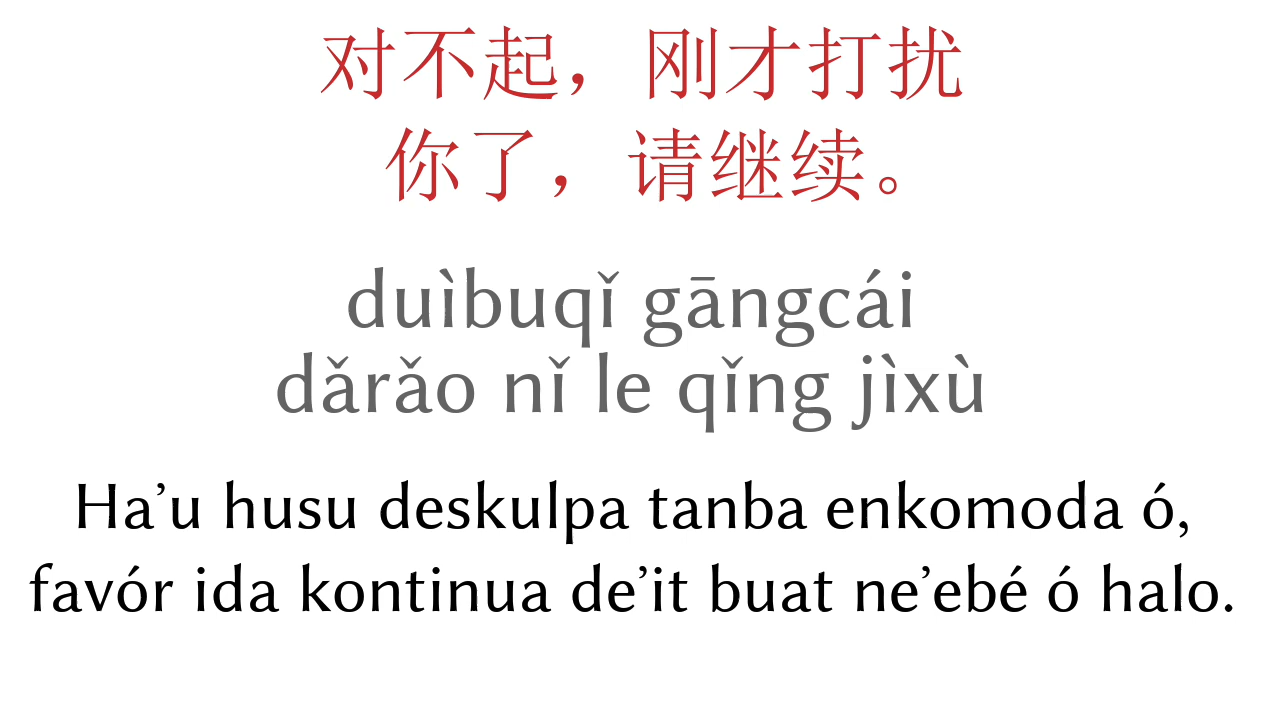 对不起，刚才打扰
你了，请继续。
duìbuqǐ gāngcái
dǎrǎo nǐ le qǐng jìxù
Ha’u husu deskulpa tanba enkomoda ó,
favór ida kontinua de’it buat ne’ebé ó halo.